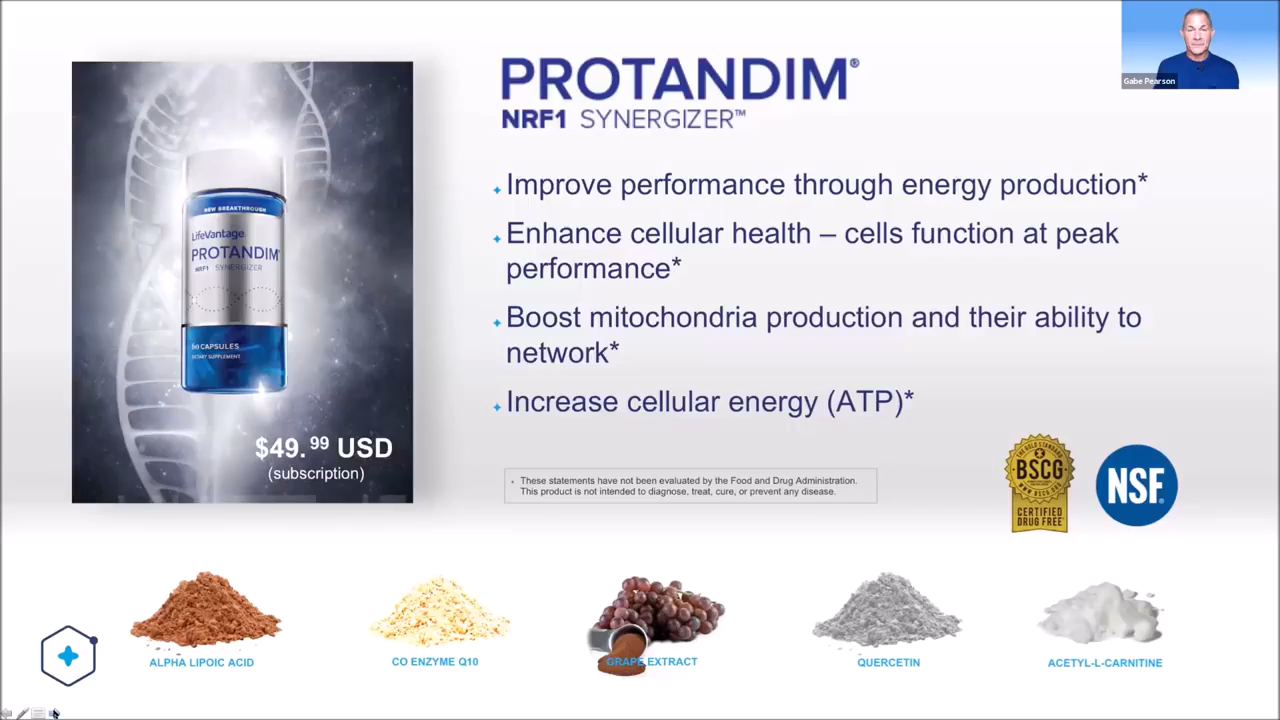 Gabe Pearson
PROTANDIM®
NRF1 SYNERGIZER™
NEW BREAKTHROUGH
LifeVantage
PROTANDIM®
NRF1 SYNERGIZER
60 CAPSULES
DIETARY SUPPLEMENT
$49.99 USD
(subscription)
Improve performance through energy production*
Enhance cellular health – cells function at peak
performance*
Boost mitochondria production and their ability to
network*
Increase cellular energy (ATP)*
These statements have not been evaluated by the Food and Drug Administration.
This product is not intended to diagnose, treat, cure, or prevent any disease.
BSCG
CERTIFIED
DRUG FREE®
NSF®
ALPHA LIPOIC ACID
CO ENZYME Q10
GRAPE EXTRACT
QUERCETIN
ACETYL-L-CARNITINE